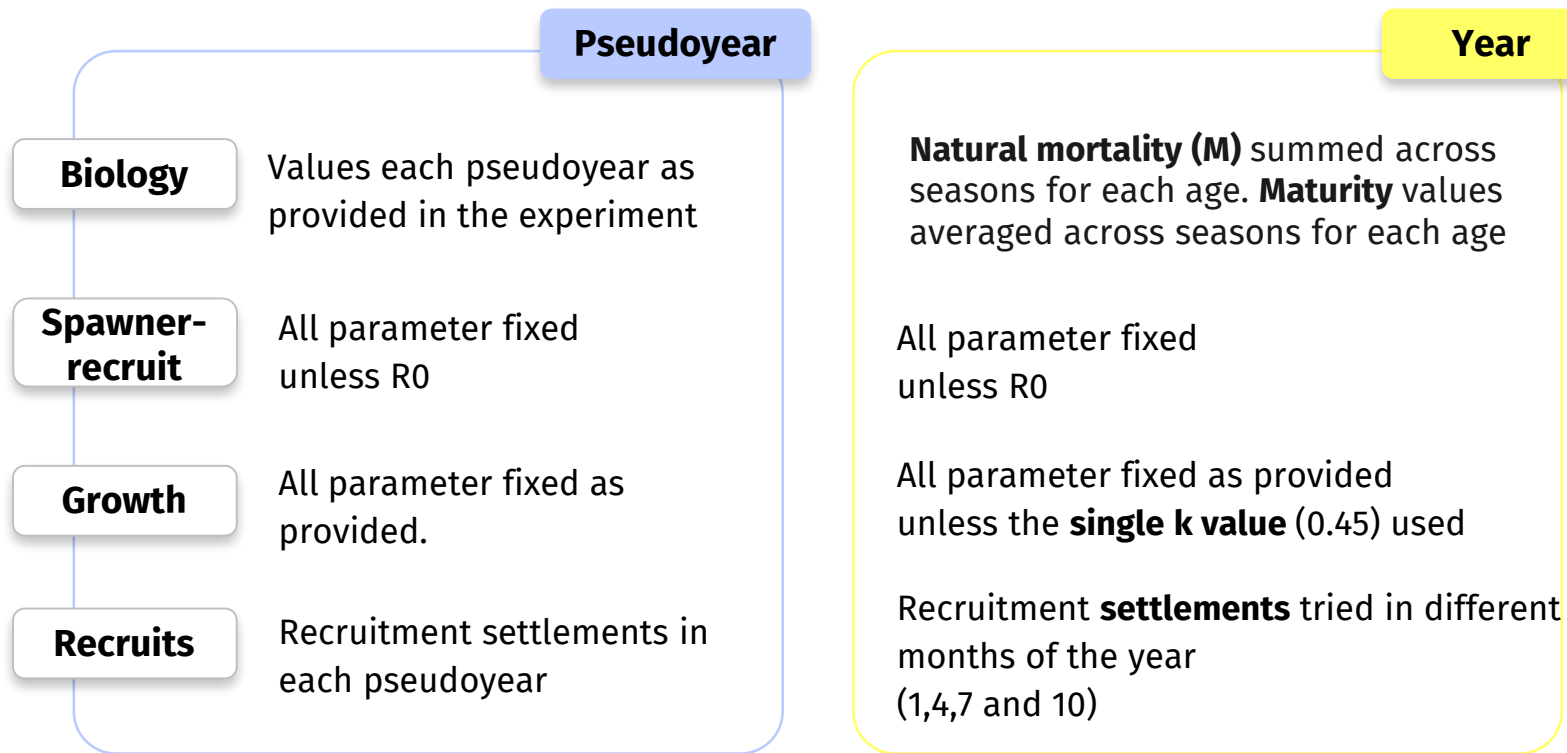 Pseudoyear
Year
Biology
Values each pseudoyear as
provided in the experiment
Natural mortality (M) summed across
seasons for each age. Maturity values
averaged across seasons for each age
Spawner-
recruit
All parameter fixed
unless R0
All parameter fixed
unless R0
Growth
All parameter fixed as
provided.
All parameter fixed as provided
unless the single k value (0.45) used
Recruits
Recruitment settlements in
each pseudoyear
Recruitment settlements tried in different
months of the year
(1,4,7 and 10)